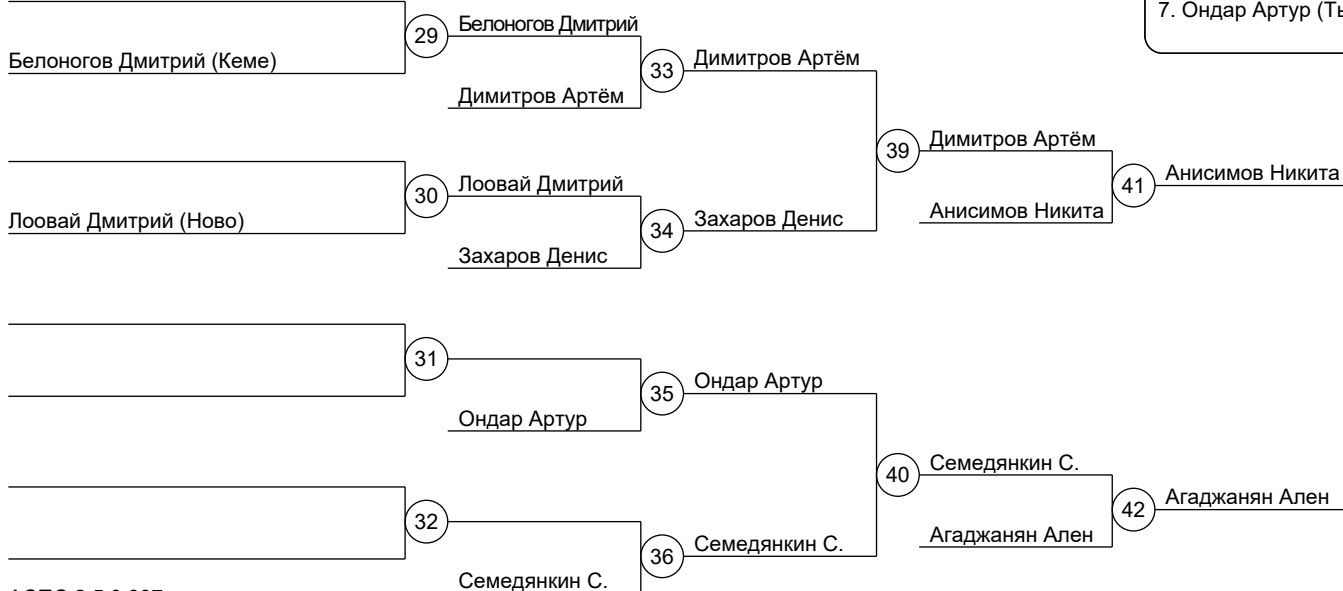 7. Ондар Артур
29
Белоногов Дмитрий
Белоногов Дмитрий (Кеме)
33
Димитров Артём
Димитров Артём
39
Димитров Артём
30
Лоовай Дмитрий
41
Анисимов Никита
Лоовай Дмитрий (Ново)
34
Захаров Денис
Анисимов Никита
Захаров Денис
31
35
Ондар Артур
Ондар Артур
40
Семедянкин С.
32
42
Агаджанян Ален
36
Семедянкин С.
Агаджанян Ален
Семедянкин С.